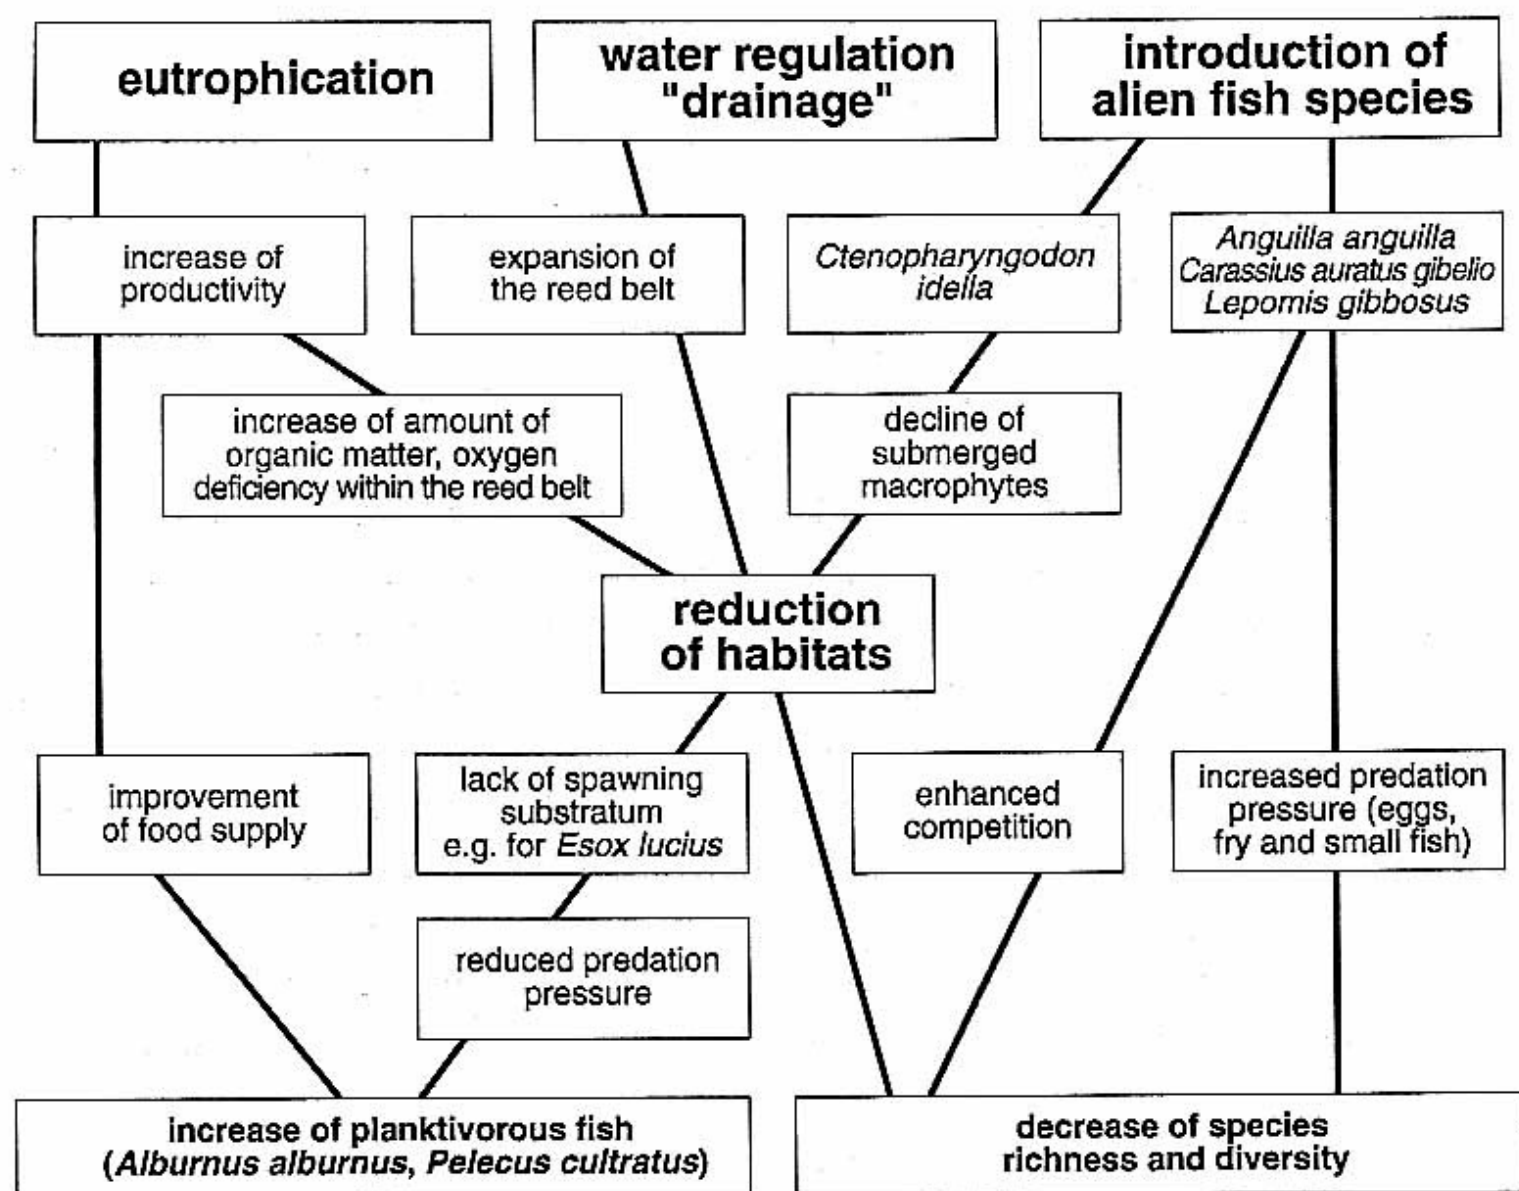 eutrophication
water regulation
"drainage"
introduction of
alien fish species
increase of
productivity
expansion of
the reed belt
Ctenopharyngodon
idella
Anguilla anguilla
Carassius auratus gibelio
Lepomis gibbosus
increase of amount of
organic matter, oxygen
deficiency within the reed belt
decline of
submerged
macrophytes
reduction
of habitats
improvement
of food supply
lack of spawning
substratum
e.g. for Esox lucius
enhanced
competition
increased predation
pressure (eggs,
fry and small fish)
reduced predation
pressure
increase of planktivorous fish
(Alburnus alburnus, Pelecus cultratus)
decrease of species
richness and diversity